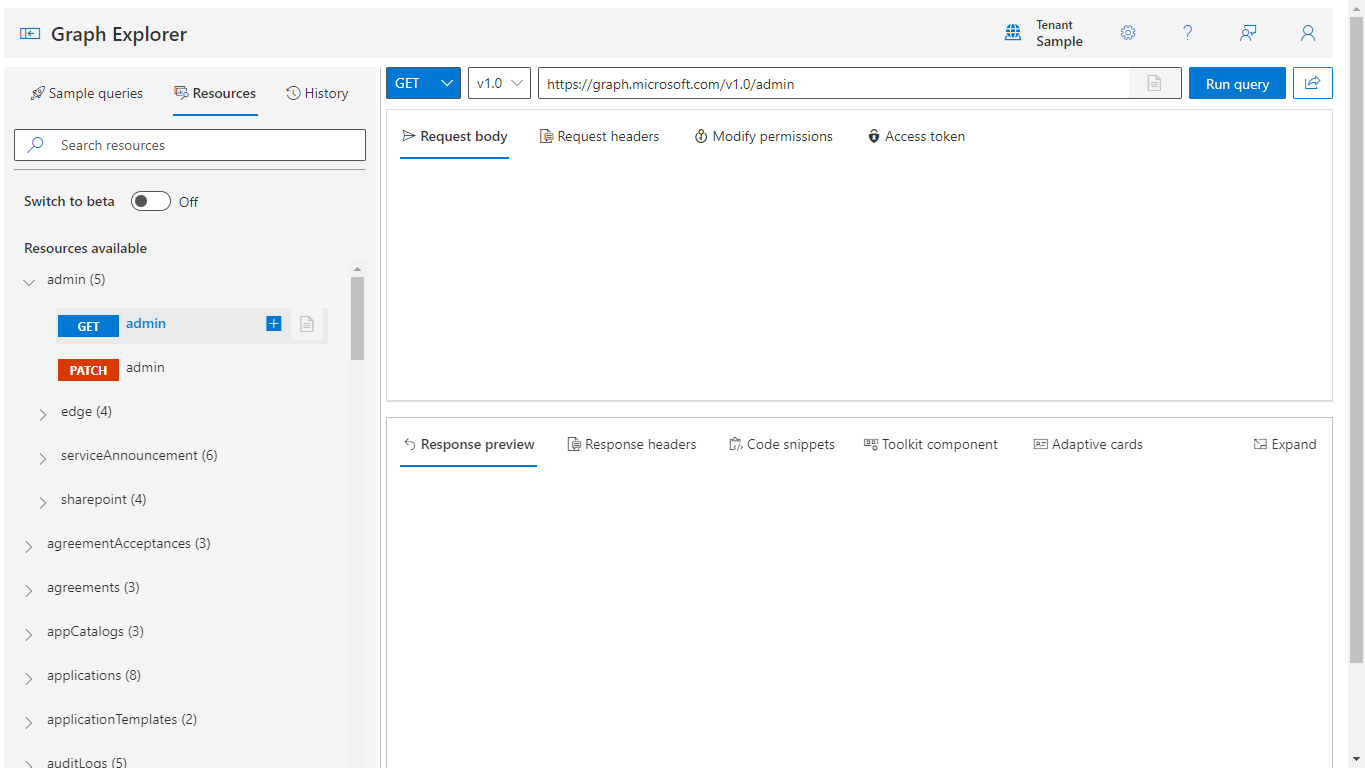 Graph Explorer
Tenant
Sample
Sample queries
Resources
History
Search resources
Switch to beta
Off
Resources available
admin (5)
GET
admin
PATCH
admin
edge (4)
serviceAnnouncement (6)
sharepoint (4)
agreementAcceptances (3)
agreements (3)
appCatalogs (3)
applications (8)
applicationTemplates (2)
auditLogs (5)
GET
v1.0
https://graph.microsoft.com/v1.0/admin
Run query
Request body
Request headers
Modify permissions
Access token
Response preview
Response headers
Code snippets
Toolkit component
Adaptive cards
Expand